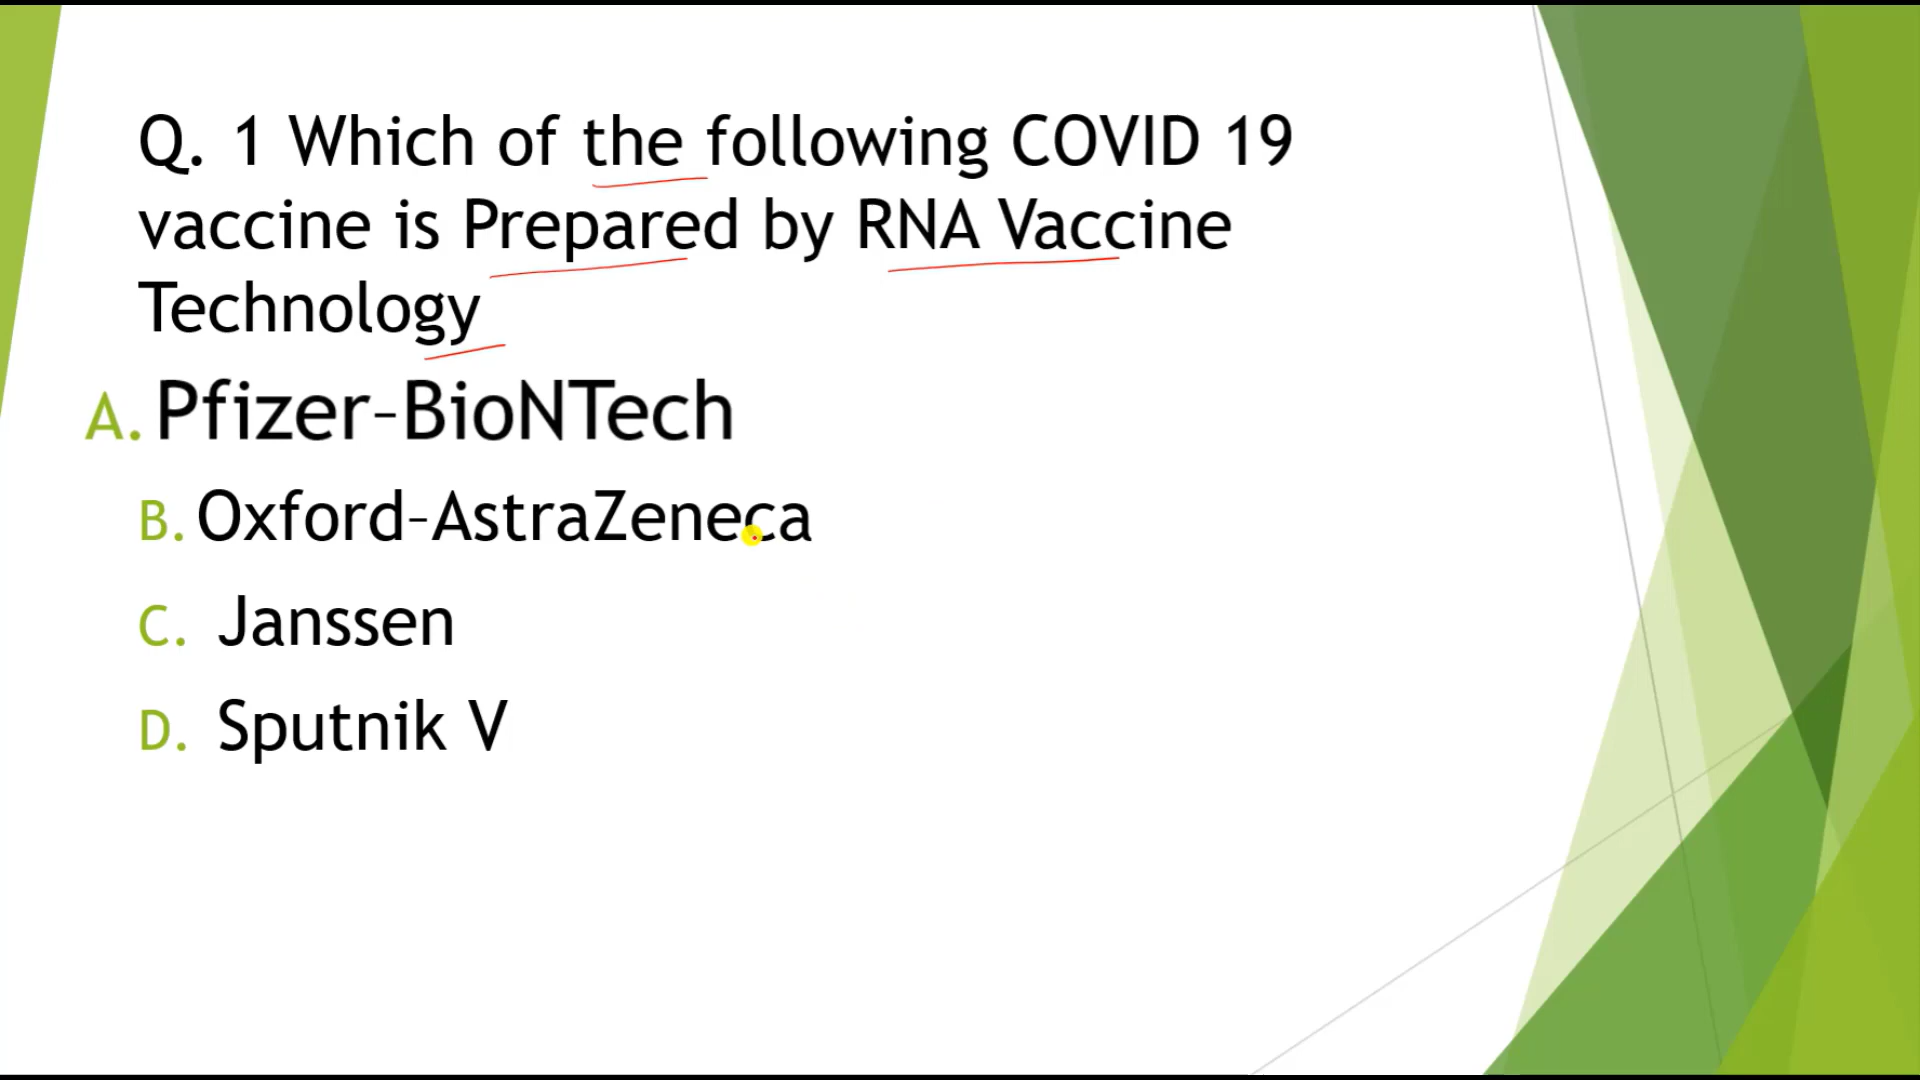 Q. 1 Which of the following COVID 19
vaccine is Prepared by RNA Vaccine
Technology
A. Pfizer–BioNTech
B. Oxford–AstraZeneca
C. Janssen
D. Sputnik V